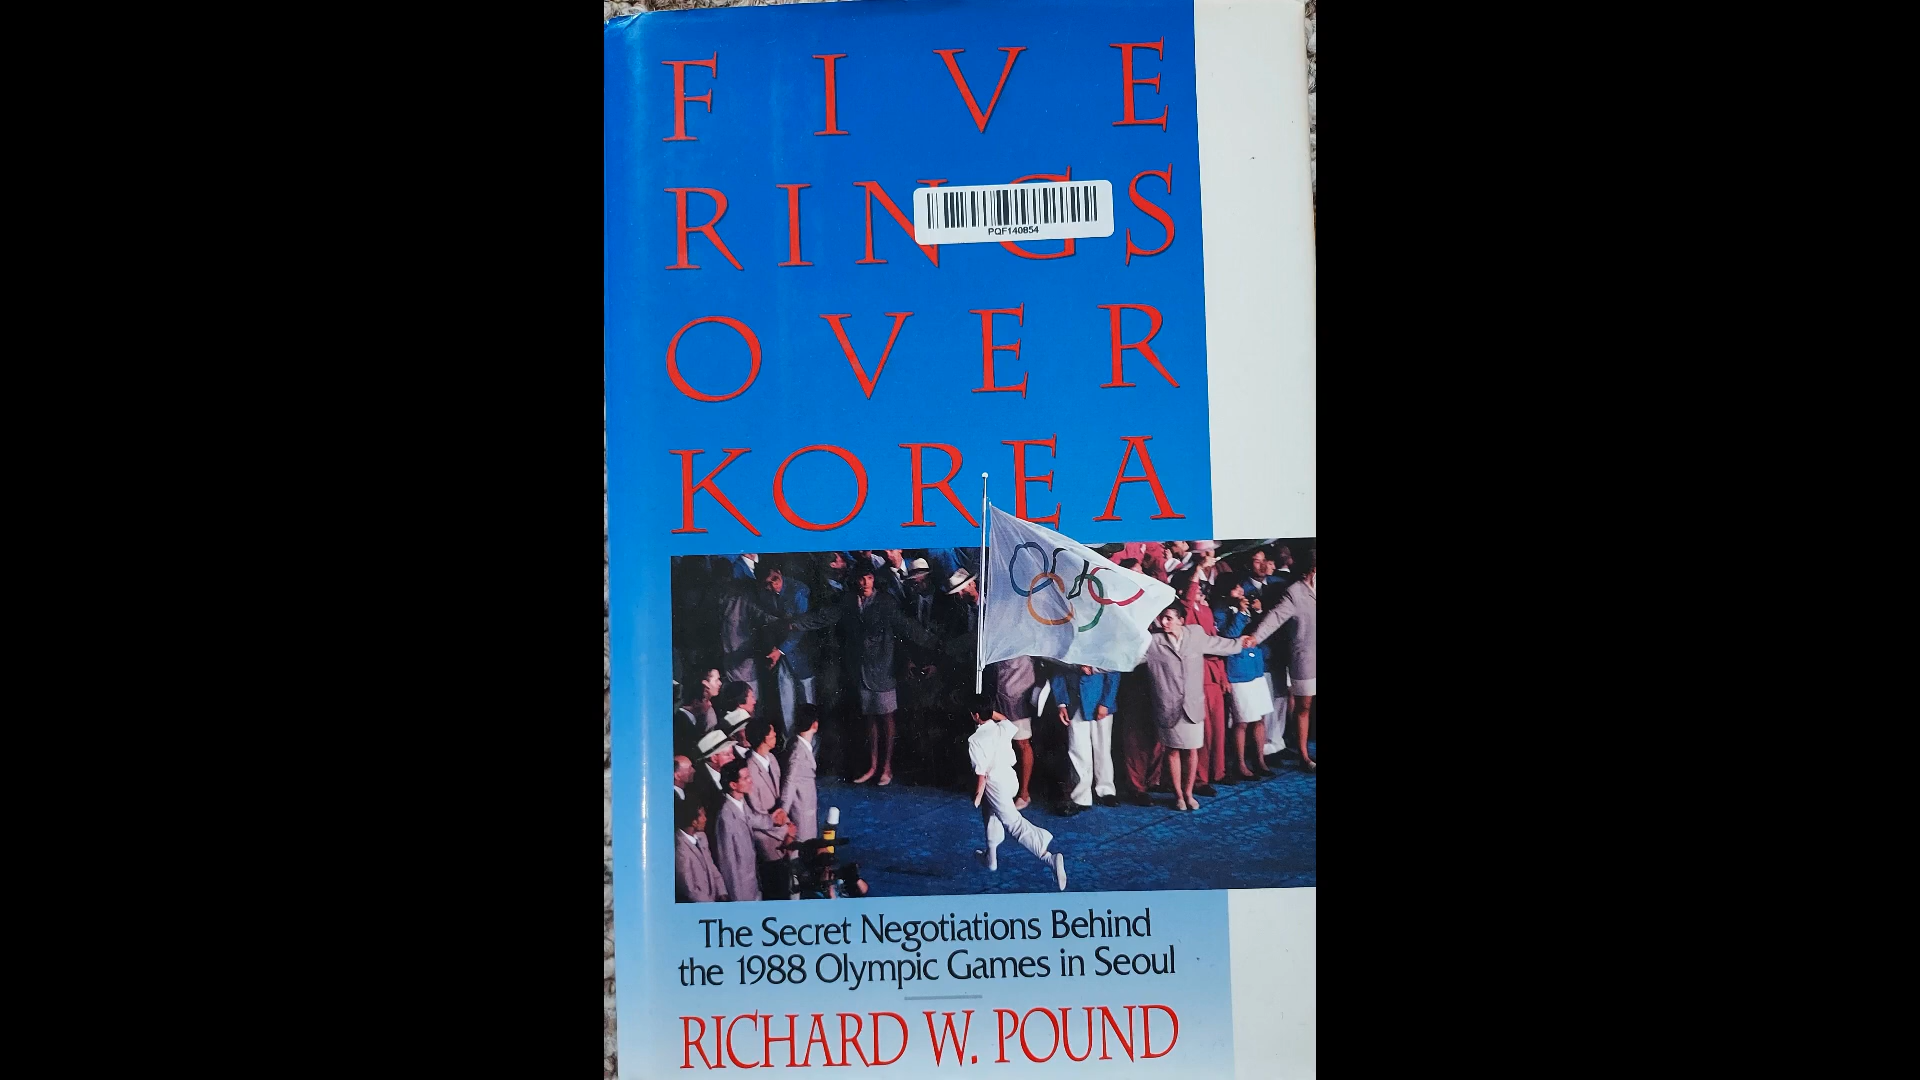 FIVE
RINGS
PQF140854
OVER
KOREA
The Secret Negotiations Behind
the 1988 Olympic Games in Seoul
RICHARD W. POUND